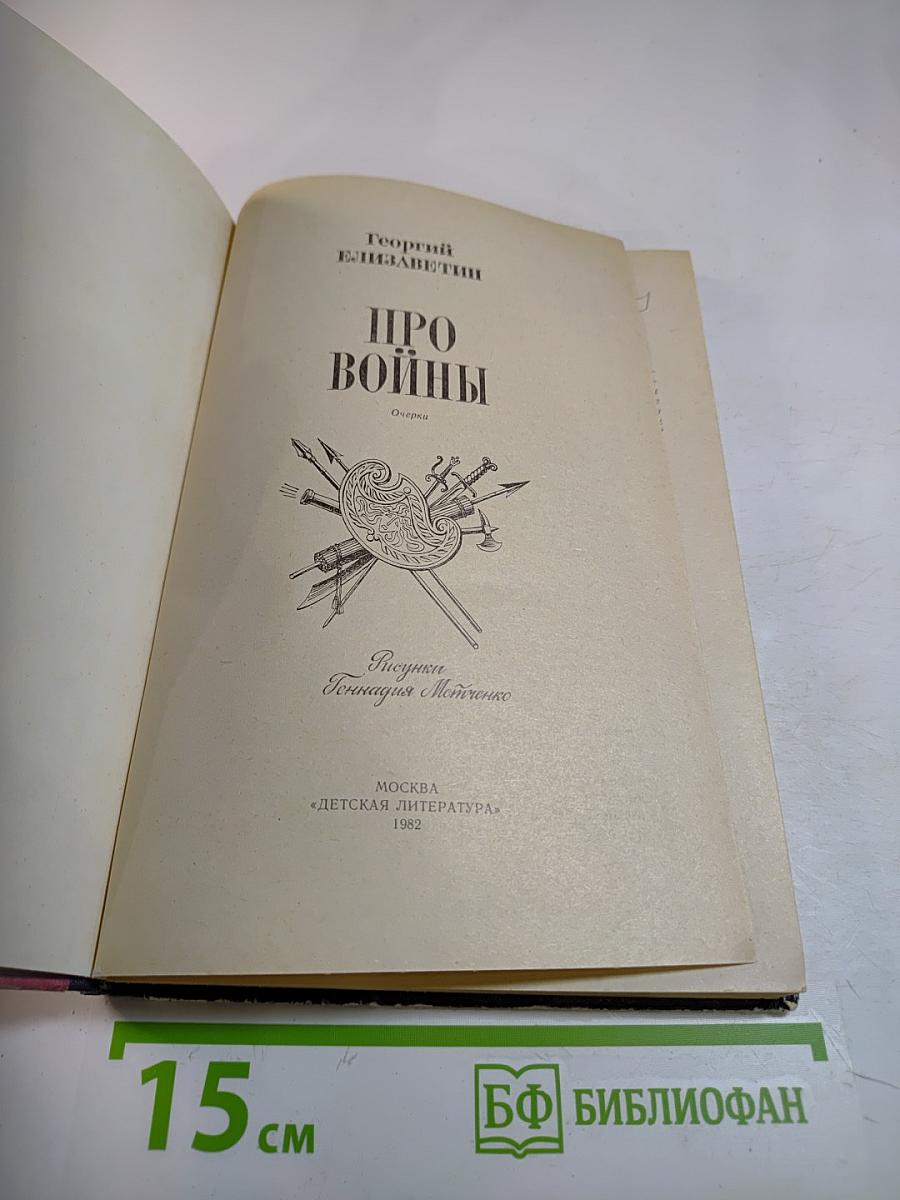 Георгий
ЕЛИЗАВЕТИН
ПРО
ВОЙНЫ
Очерки
Рисунки
Геннадия Метченко
МОСКВА
«ДЕТСКАЯ ЛИТЕРАТУРА»
1982
15 см
БФ БИБЛИОФАН